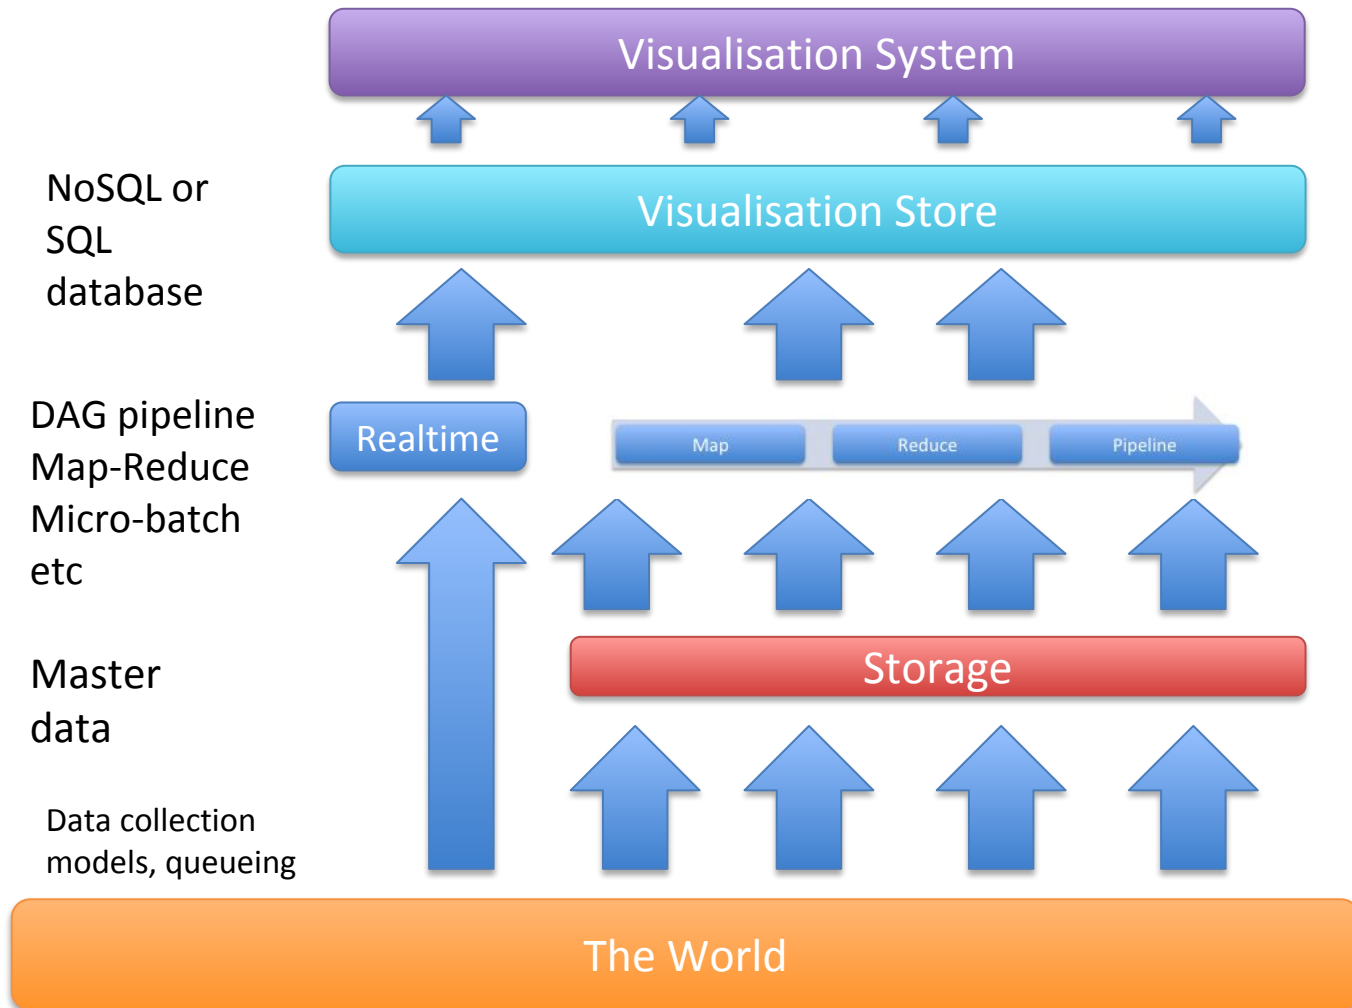 Visualisation System
NoSQL or
SQL
database
Visualisation Store
DAG pipeline
Map-Reduce
Micro-batch
etc
Realtime
Map
Reduce
Pipeline
Master
data
Storage
Data collection
models, queueing
The World